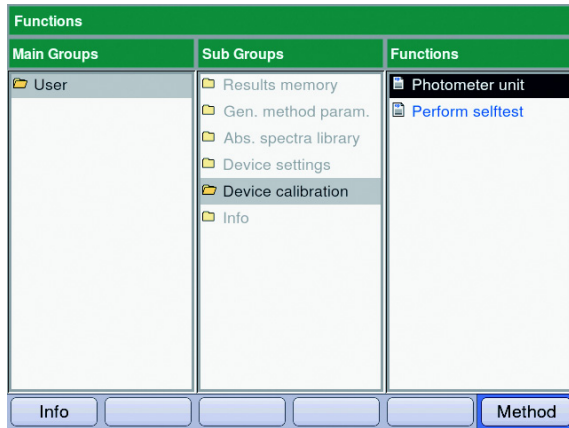 Functions
Main Groups
Sub Groups
Functions
User
Results memory
Gen. method param.
Abs. spectra library
Device settings
Device calibration
Info
Photometer unit
Perform selftest
Info
Method